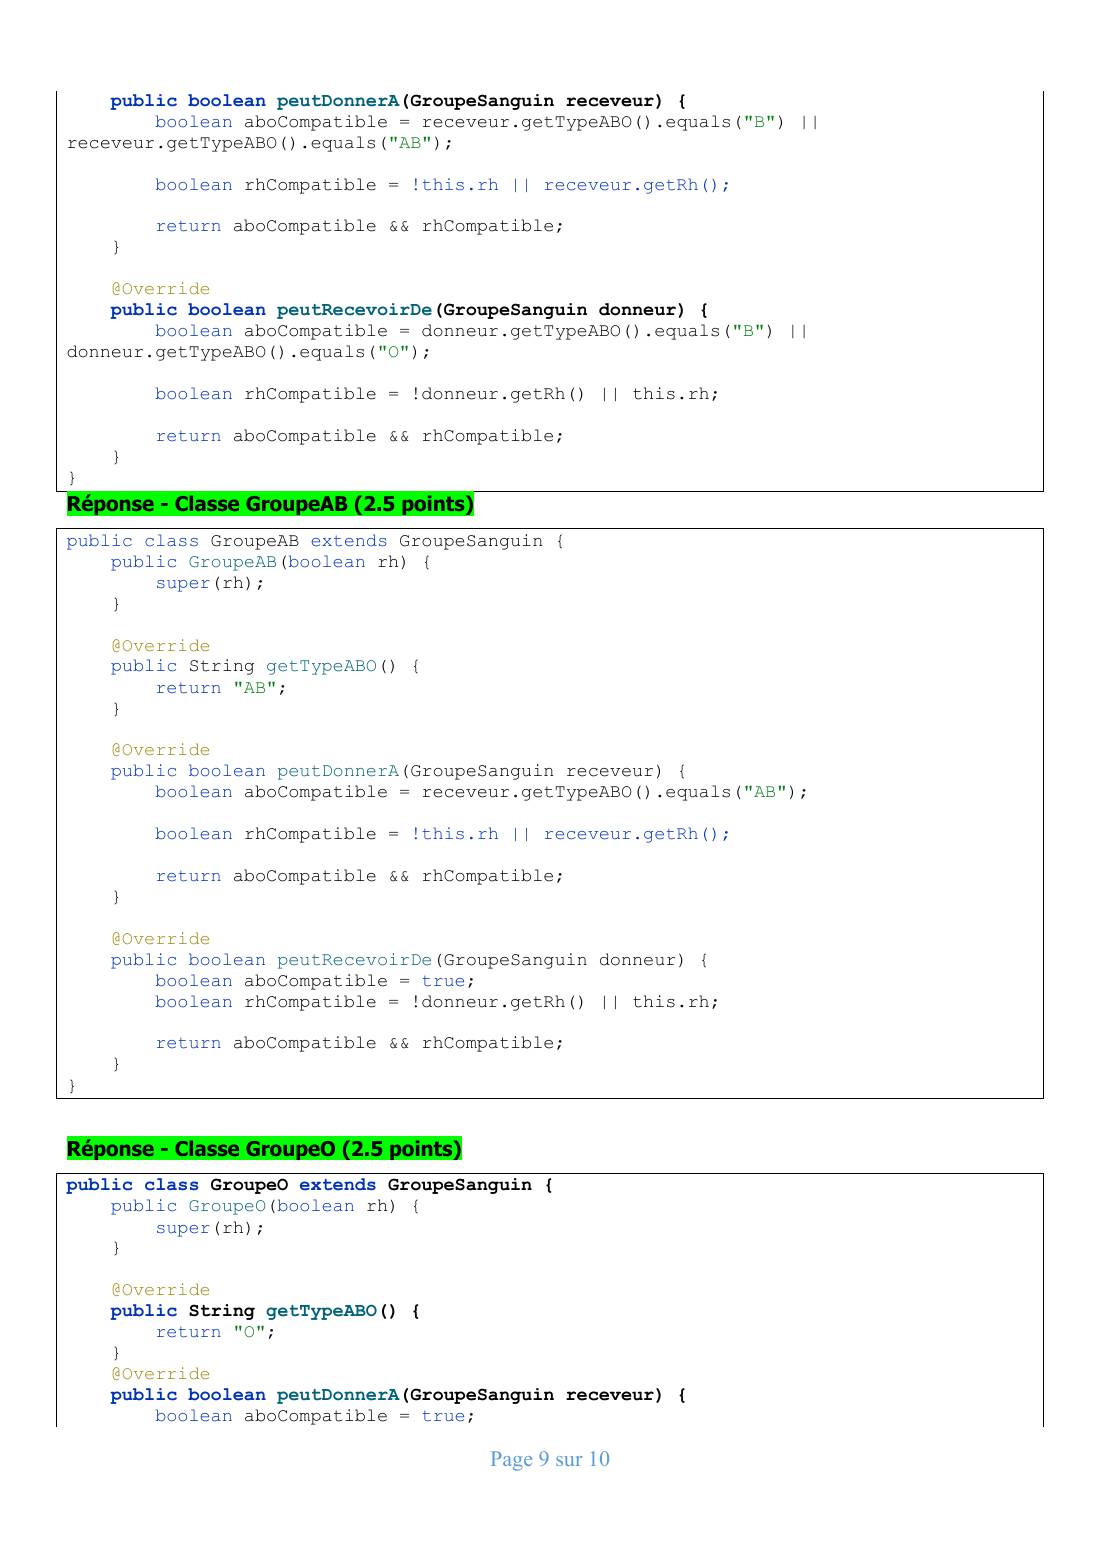 public boolean peutDonnerA(GroupeSanguin receveur) {
        boolean aboCompatible = receveur.getTypeABO().equals("B") ||
receveur.getTypeABO().equals("AB");

        boolean rhCompatible = !this.rh || receveur.getRh();

        return aboCompatible && rhCompatible;
    }

    @Override
    public boolean peutRecevoirDe(GroupeSanguin donneur) {
        boolean aboCompatible = donneur.getTypeABO().equals("B") ||
donneur.getTypeABO().equals("O");

        boolean rhCompatible = !donneur.getRh() || this.rh;

        return aboCompatible && rhCompatible;
    }
}
Réponse - Classe GroupeAB (2.5 points)
public class GroupeAB extends GroupeSanguin {
    public GroupeAB(boolean rh) {
        super(rh);
    }

    @Override
    public String getTypeABO() {
        return "AB";
    }

    @Override
    public boolean peutDonnerA(GroupeSanguin receveur) {
        boolean aboCompatible = receveur.getTypeABO().equals("AB");

        boolean rhCompatible = !this.rh || receveur.getRh();

        return aboCompatible && rhCompatible;
    }

    @Override
    public boolean peutRecevoirDe(GroupeSanguin donneur) {
        boolean aboCompatible = true;
        boolean rhCompatible = !donneur.getRh() || this.rh;

        return aboCompatible && rhCompatible;
    }
}
Réponse - Classe GroupeO (2.5 points)
public class GroupeO extends GroupeSanguin {
    public GroupeO(boolean rh) {
        super(rh);
    }

    @Override
    public String getTypeABO() {
        return "O";
    }
    @Override
    public boolean peutDonnerA(GroupeSanguin receveur) {
        boolean aboCompatible = true;
Page 9 sur 10